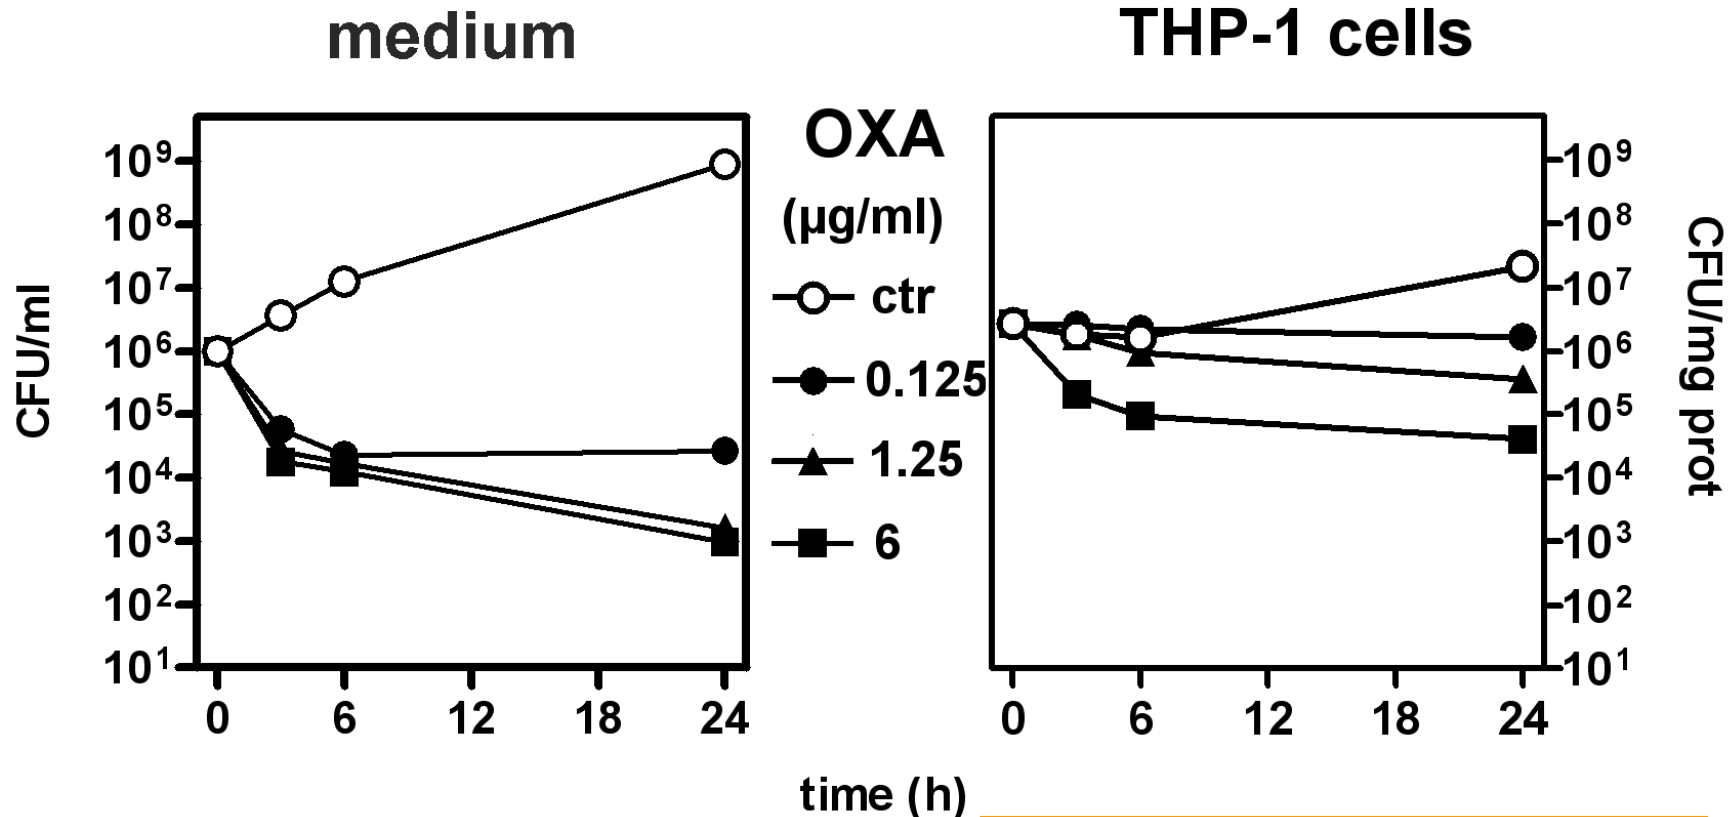 medium
THP-1 cells
CFU/ml
10⁹
10⁸
10⁷
10⁶
10⁵
10⁴
10³
10²
10¹
0 6 12 18 24
OXA
(µg/ml)
ctr
0.125
1.25
6
10⁹
10⁸
10⁷
10⁶
10⁵
10⁴
10³
10²
10¹
0 6 12 18 24
CFU/mg prot
time (h)